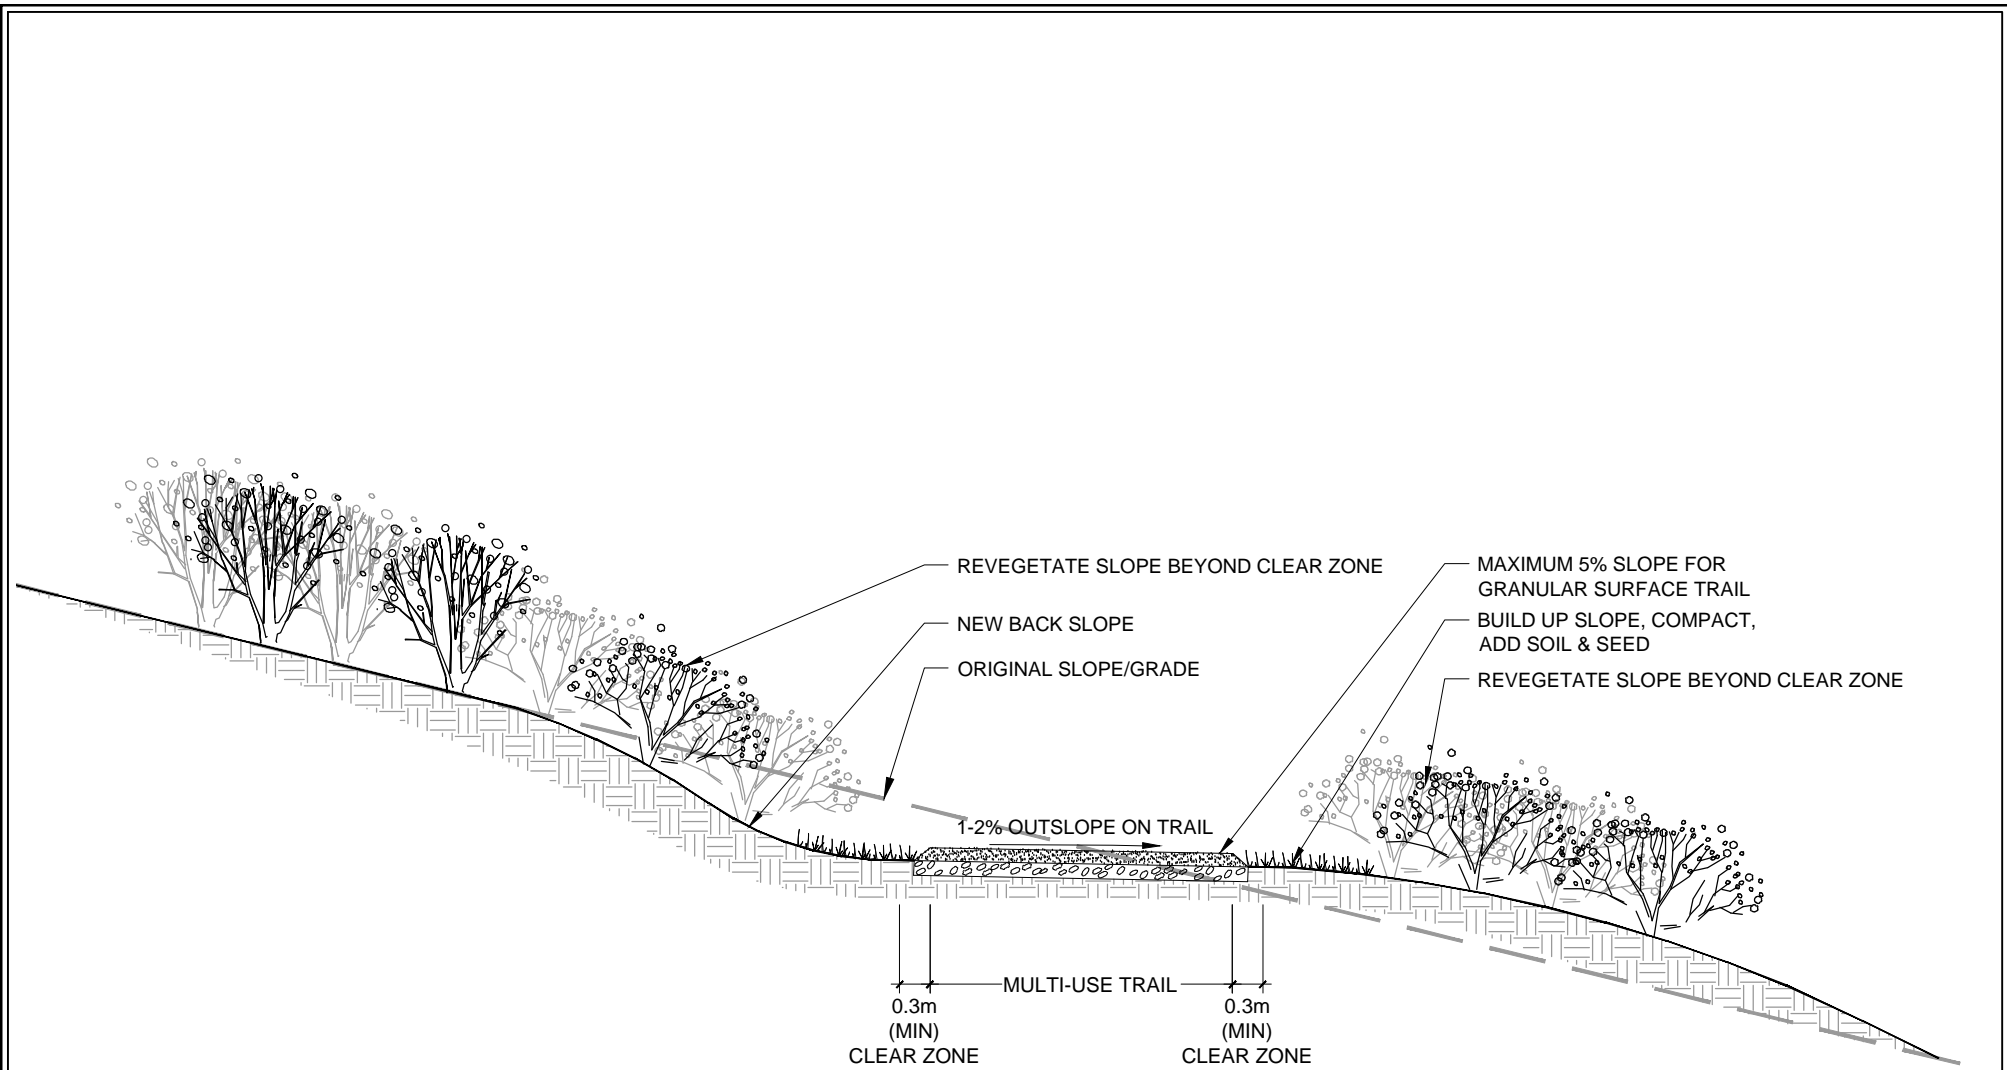 REVEGETATE SLOPE BEYOND CLEAR ZONE
NEW BACK SLOPE
ORIGINAL SLOPE/GRADE
MAXIMUM 5% SLOPE FOR
GRANULAR SURFACE TRAIL
BUILD UP SLOPE, COMPACT,
ADD SOIL & SEED
REVEGETATE SLOPE BEYOND CLEAR ZONE
1-2% OUTSLOPE ON TRAIL
MULTI-USE TRAIL
0.3m
(MIN)
CLEAR ZONE
0.3m
(MIN)
CLEAR ZONE